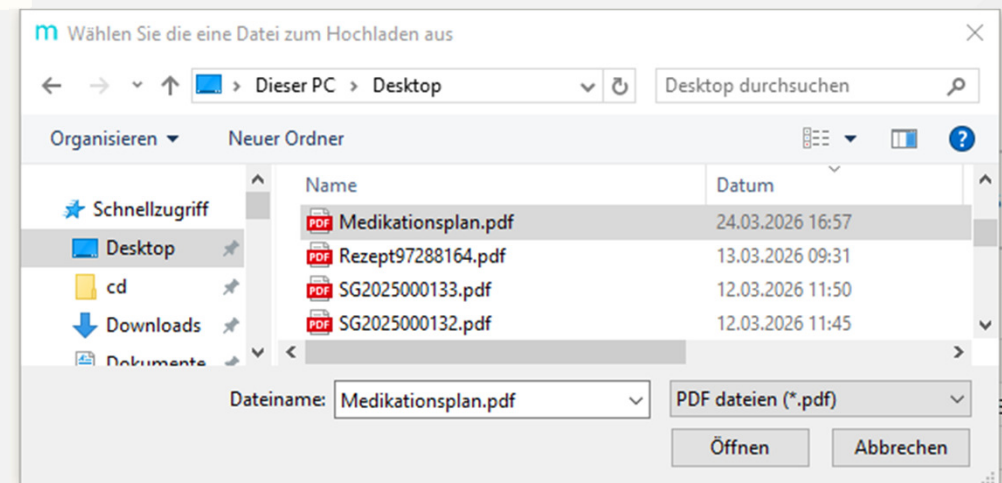 m Wählen Sie die eine Datei zum Hochladen aus
Dieser PC > Desktop
Desktop durchsuchen
Organisieren Neuer Ordner
Name Datum
Schnellzugriff
Desktop
cd
Downloads
Dokumente
Medikationsplan.pdf 24.03.2026 16:57
Rezept97288164.pdf 13.03.2026 09:31
SG2025000133.pdf 12.03.2026 11:50
SG2025000132.pdf 12.03.2026 11:45
Dateiname: Medikationsplan.pdf PDF dateien (*.pdf)
Öffnen Abbrechen